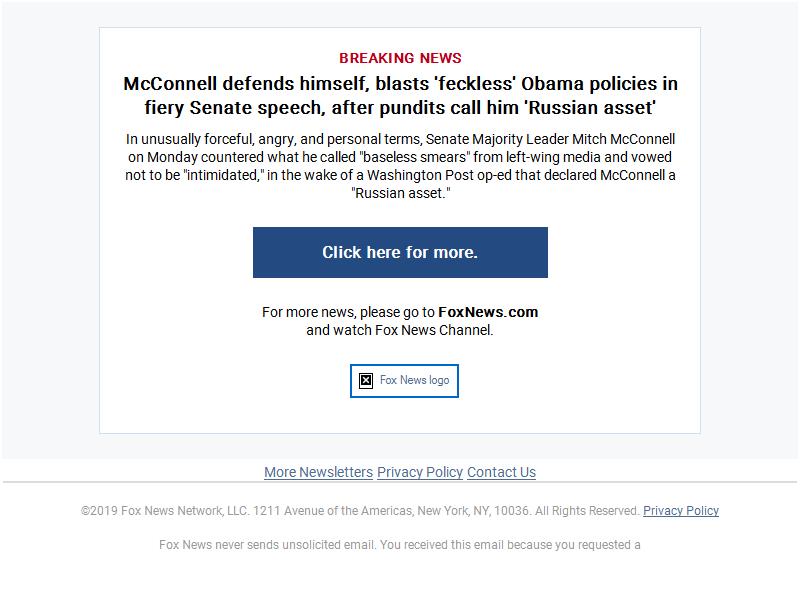 BREAKING NEWS
McConnell defends himself, blasts 'feckless' Obama policies in
fiery Senate speech, after pundits call him 'Russian asset'
In unusually forceful, angry, and personal terms, Senate Majority Leader Mitch McConnell
on Monday countered what he called "baseless smears" from left-wing media and vowed
not to be "intimidated," in the wake of a Washington Post op-ed that declared McConnell a
"Russian asset."
Click here for more.
For more news, please go to FoxNews.com
and watch Fox News Channel.
Fox News logo
More Newsletters Privacy Policy Contact Us
©2019 Fox News Network, LLC. 1211 Avenue of the Americas, New York, NY, 10036. All Rights Reserved. Privacy Policy
Fox News never sends unsolicited email. You received this email because you requested a